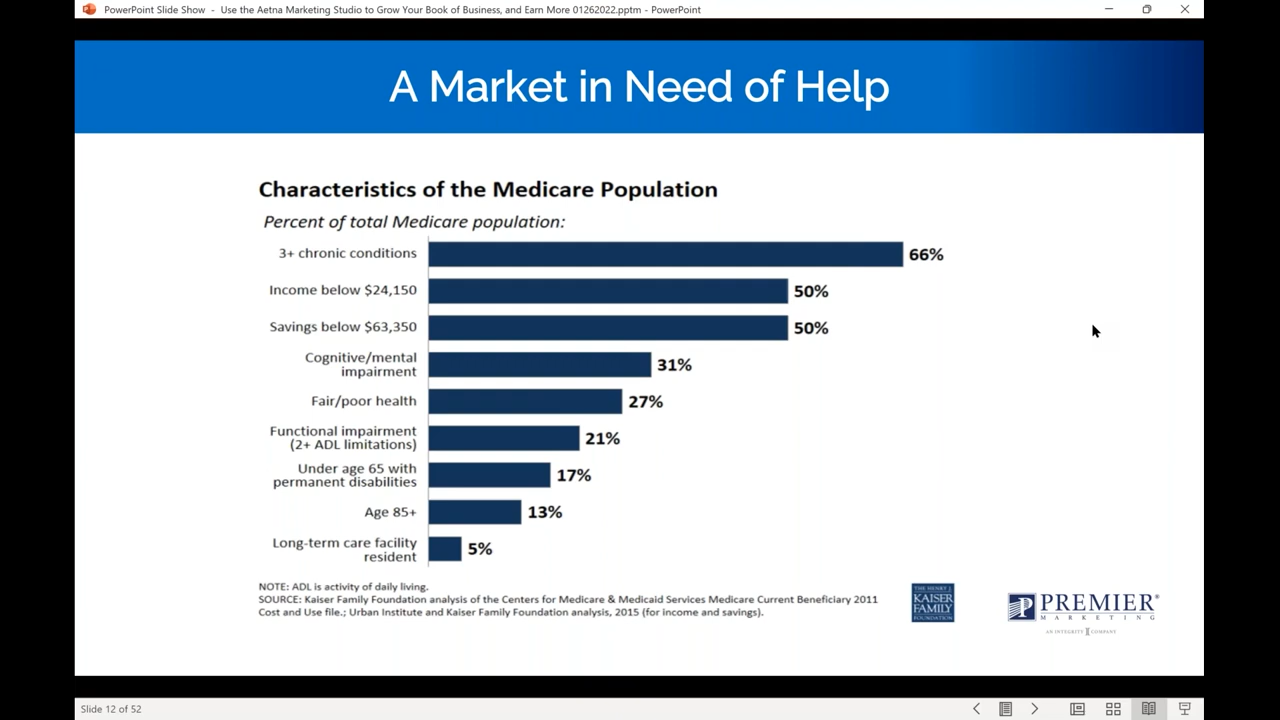 PowerPoint Slide Show - Use the Aetna Marketing Studio to Grow Your Book of Business, and Earn More 01262022.pptm - PowerPoint
A Market in Need of Help
Characteristics of the Medicare Population
Percent of total Medicare population:
3+ chronic conditions 66%
Income below $24,150 50%
Savings below $63,350 50%
Cognitive/mental
impairment 31%
Fair/poor health 27%
Functional impairment
(2+ ADL limitations) 21%
Under age 65 with
permanent disabilities 17%
Age 85+ 13%
Long-term care facility
resident 5%
NOTE: ADL is activity of daily living.
SOURCE: Kaiser Family Foundation analysis of the Centers for Medicare & Medicaid Services Medicare Current Beneficiary 2011
Cost and Use file.; Urban Institute and Kaiser Family Foundation analysis, 2015 (for income and savings).
THE HENRY J.
KAISER
FAMILY
FOUNDATION
P PREMIER®
MARKETING
AN INTEGRITY COMPANY
Slide 12 of 52